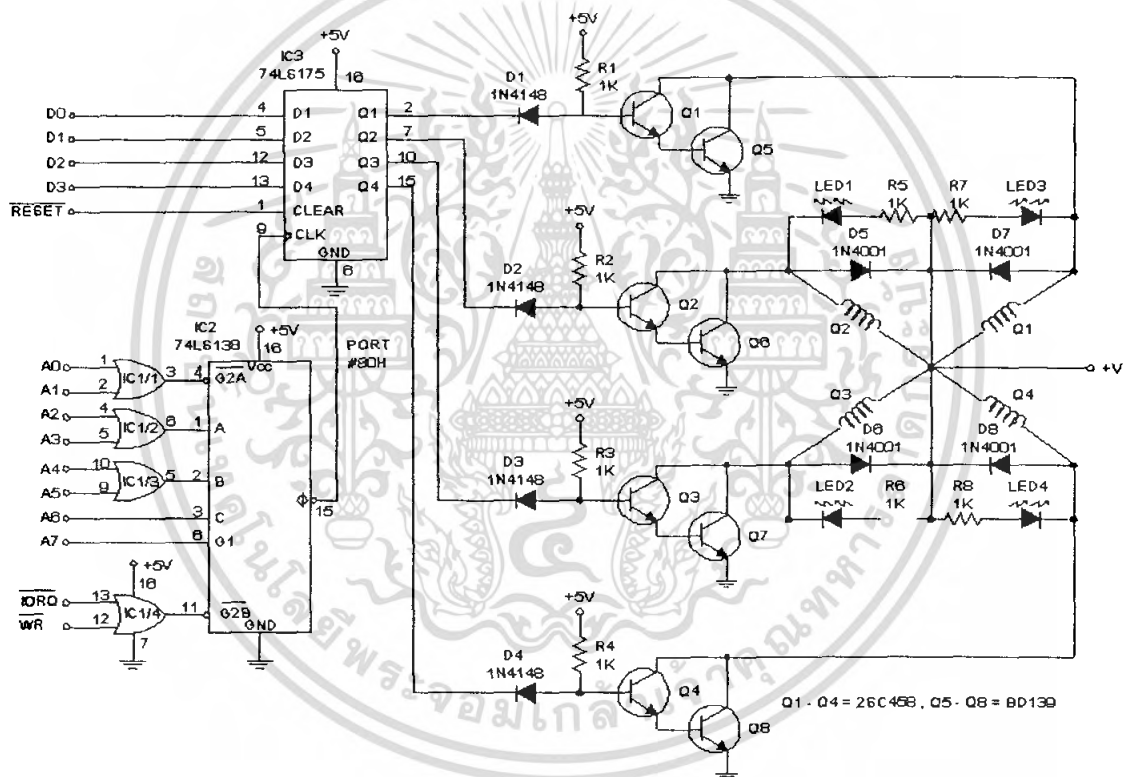 +5V
IC3
74LS175
16
D0
4
D1
Q1
2
D1
5
D2
Q2
7
D2
12
D3
Q3
10
D3
13
D4
Q4
15
RESET
1
CLEAR
9
CLK
GND
8
D1
1N4148
+5V
R1
1K
Q1
Q5
D2
1N4148
+5V
R2
1K
Q2
Q6
D3
1N4148
+5V
R3
1K
Q3
Q7
D4
1N4148
+5V
R4
1K
Q4
Q8
IC2
74LS138
+5V
16
Vcc
PORT
#80H
A0
1
A1
2
IC1/1
3
4
G2A
A2
4
A3
5
IC1/2
6
1
A
A4
10
A5
9
IC1/3
5
2
B
A6
3
C
A7
6
G1
15
+5V
16
IORQ
13
WR
12
IC1/4
11
G2B
7
GND
LED1
R5
1K
R7
1K
LED3
D5
1N4001
D7
1N4001
Q2
Q1
+V
Q3
Q4
D6
1N4001
D8
1N4001
LED2
R6
1K
R8
1K
LED4
Q1 - Q4 = 2SC458, Q5 - Q8 = BD139